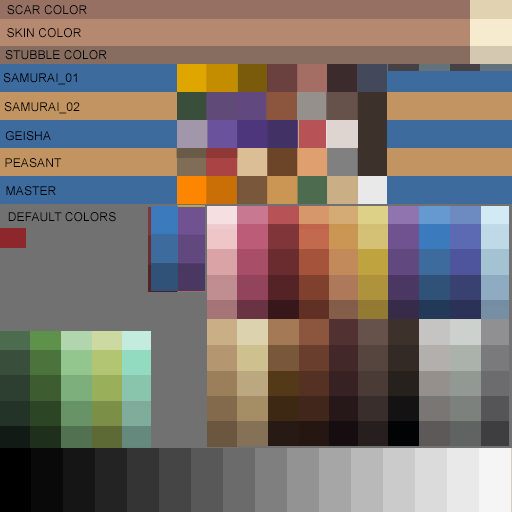 SCAR COLOR
SKIN COLOR
STUBBLE COLOR
SAMURAI_01
SAMURAI_02
GEISHA
PEASANT
MASTER
DEFAULT COLORS